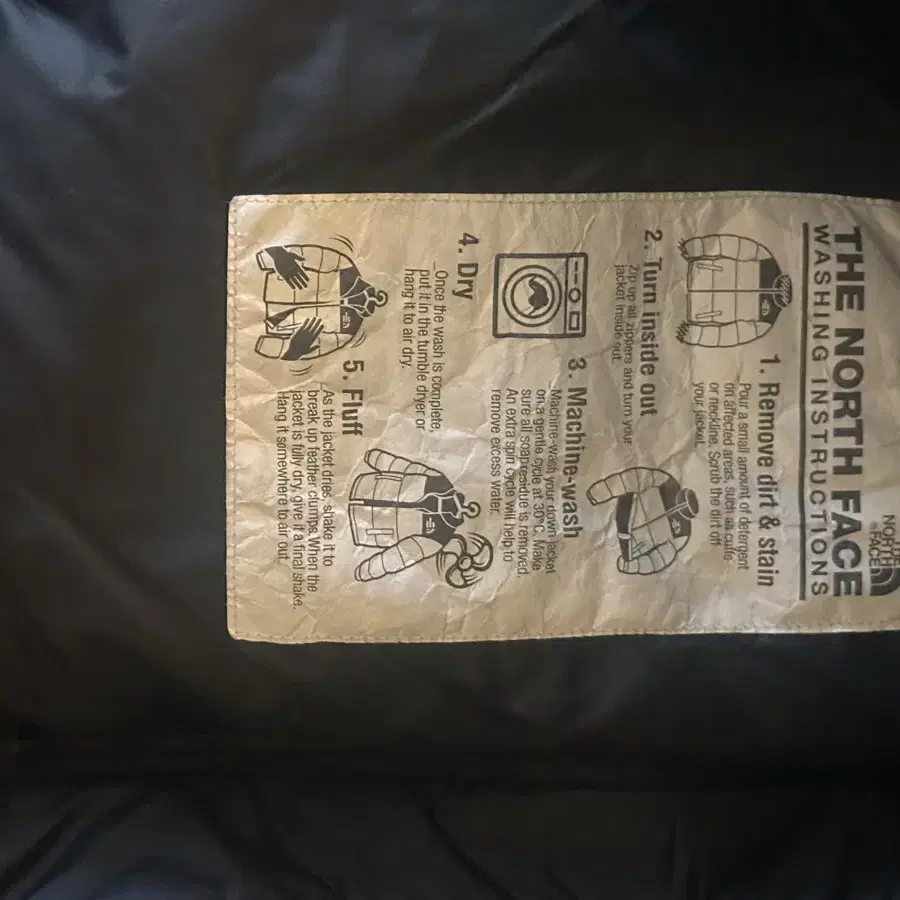 THE
NORTH
FACE
THE NORTH FACE
WASHING INSTRUCTIONS
1. Remove dirt & stain
Pour a small amount of detergent
on affected areas, such as cuffs
or neckline. Scrub the dirt off
your jacket.
2. Turn inside out
Zip up all zippers and turn your
jacket inside out.
3. Machine-wash
Machine-wash your down jacket
on a gentle cycle at 30°C. Make
sure all soap residue is removed.
An extra spin cycle will help to
remove excess water.
4. Dry
Once the wash is complete,
put it in the tumble dryer or
hang it to air dry.
5. Fluff
As the jacket dries, shake it to
break up feather clumps. When the
jacket is fully dry, give it a final shake.
Hang it somewhere to air out.